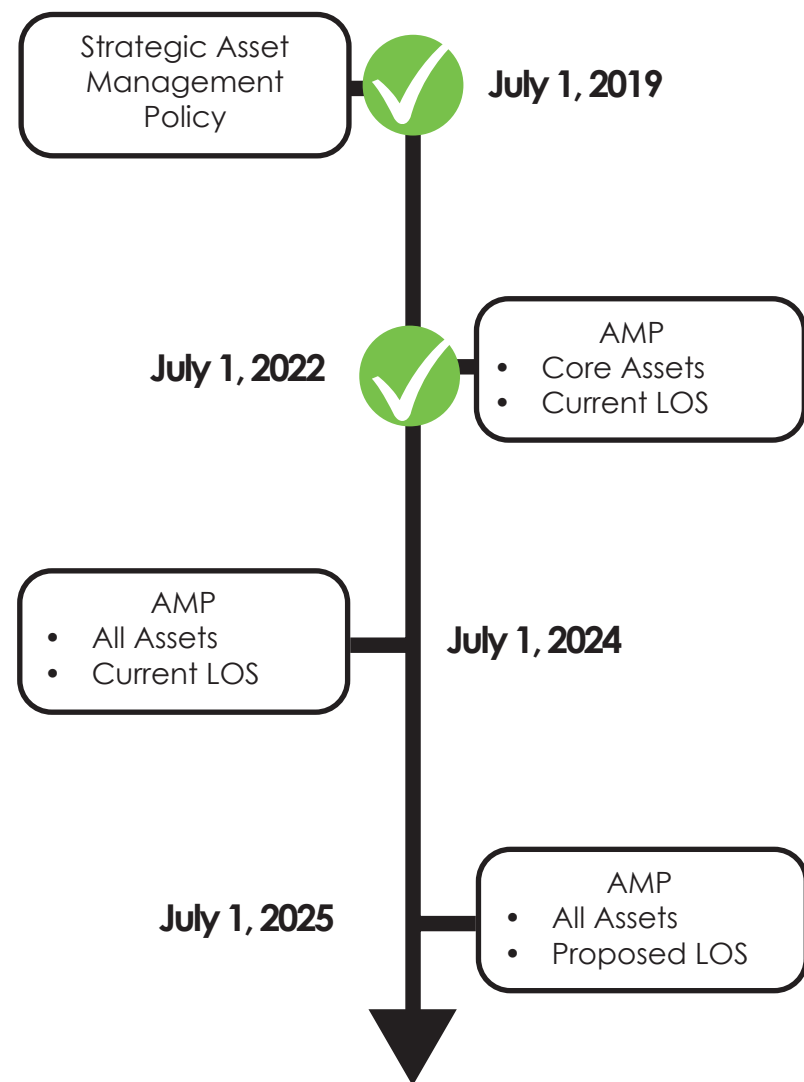 Strategic Asset
Management
Policy
July 1, 2019
July 1, 2022
AMP
• Core Assets
• Current LOS
AMP
• All Assets
• Current LOS
July 1, 2024
July 1, 2025
AMP
• All Assets
• Proposed LOS